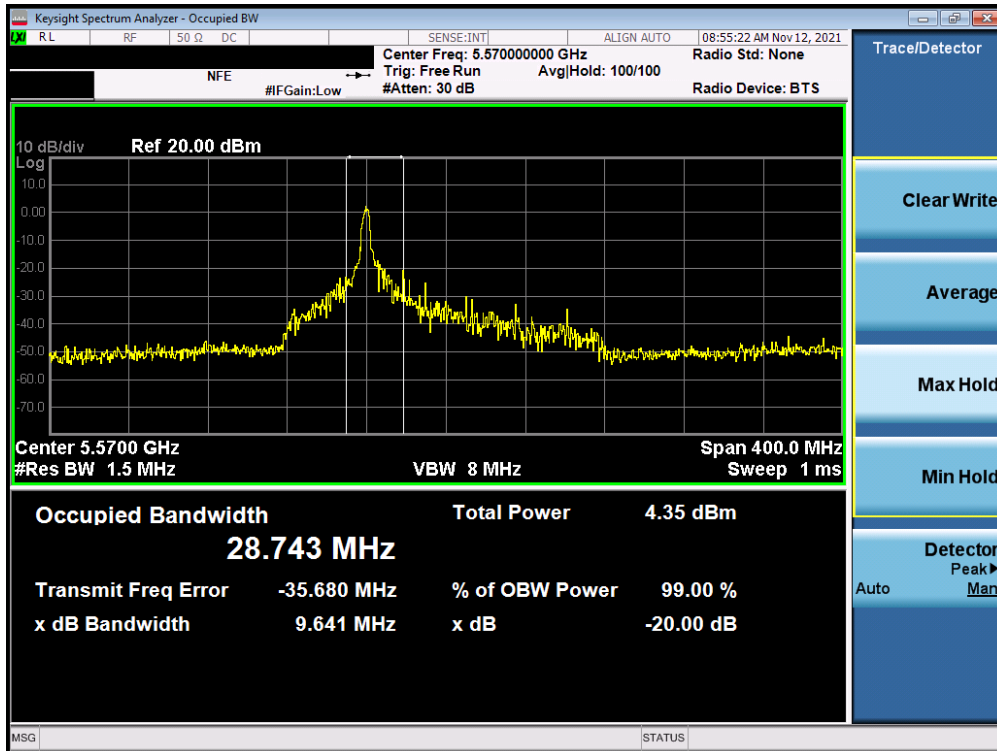 Keysight Spectrum Analyzer - Occupied BW
LXI RL RF 50 Ω DC SENSE:INT ALIGN AUTO 08:55:22 AM Nov 12, 2021
Center Freq: 5.570000000 GHz Radio Std: None
NFE Trig: Free Run Avg|Hold: 100/100
#IFGain:Low #Atten: 30 dB Radio Device: BTS
10 dB/div Ref 20.00 dBm
Log
10.0
0.00
-10.0
-20.0
-30.0
-40.0
-50.0
-60.0
-70.0
Center 5.5700 GHz Span 400.0 MHz
#Res BW 1.5 MHz VBW 8 MHz Sweep 1 ms
Occupied Bandwidth Total Power 4.35 dBm
28.743 MHz
Transmit Freq Error -35.680 MHz % of OBW Power 99.00 %
x dB Bandwidth 9.641 MHz x dB -20.00 dB
MSG STATUS
Trace/Detector
Clear Write
Average
Max Hold
Min Hold
Detector
Peak▶
Auto Man